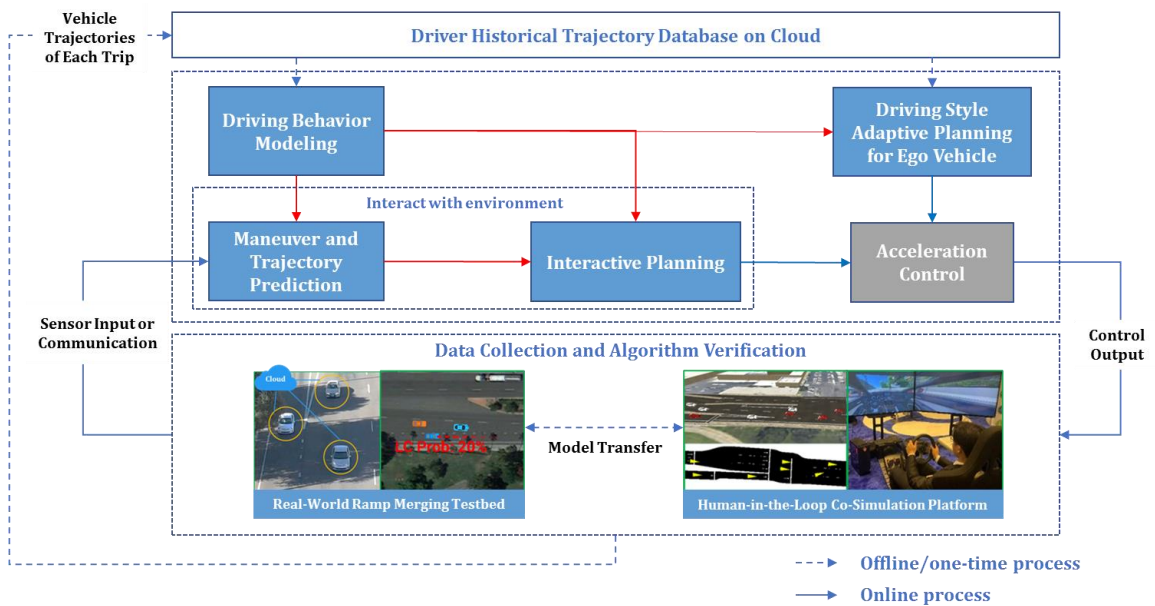 Vehicle
Trajectories
of Each Trip
Driver Historical Trajectory Database on Cloud
Driving Behavior
Modeling
Driving Style
Adaptive Planning
for Ego Vehicle
Interact with environment
Maneuver and
Trajectory
Prediction
Interactive Planning
Acceleration
Control
Sensor Input or
Communication
Control
Output
Data Collection and Algorithm Verification
Cloud
LC Prob: 20%
Model Transfer
Real-World Ramp Merging Testbed
Human-in-the-Loop Co-Simulation Platform
Offline/one-time process
Online process